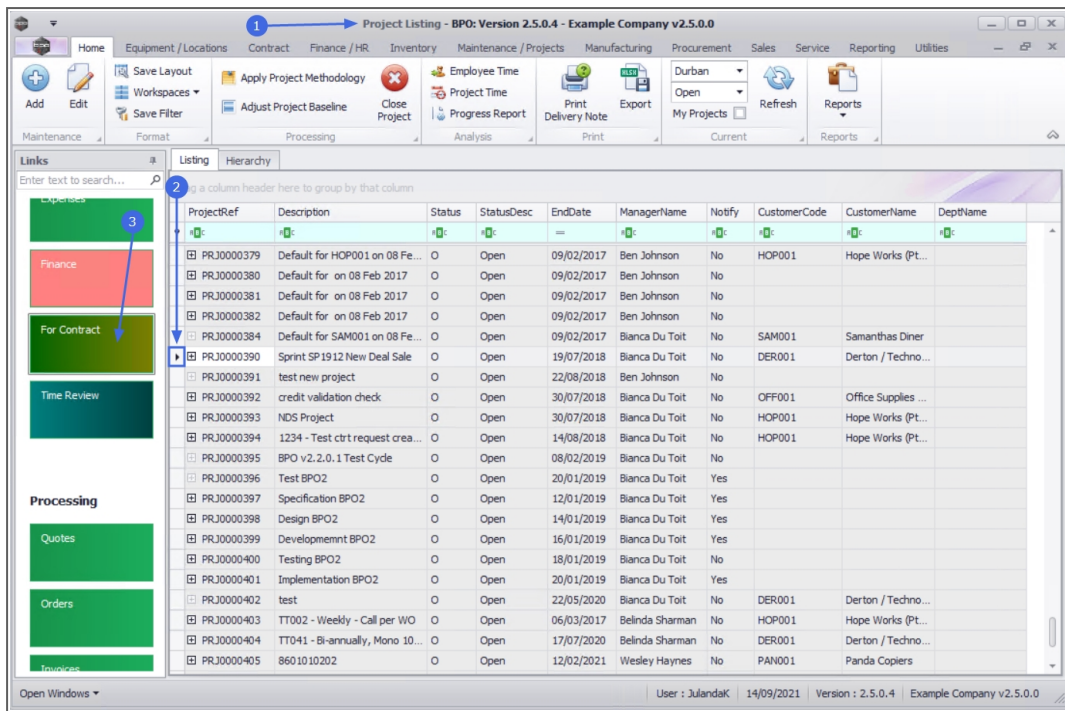 1
Project Listing - BPO: Version 2.5.0.4 - Example Company v2.5.0.0
Home Equipment / Locations Contract Finance / HR Inventory Maintenance / Projects Manufacturing Procurement Sales Service Reporting Utilities
Add
Edit
Maintenance
Save Layout
Workspaces
Save Filter
Format
Apply Project Methodology
Adjust Project Baseline
Close
Project
Processing
Employee Time
Project Time
Progress Report
Analysis
Print
Delivery Note
Export
Print
Durban
Open
My Projects
Refresh
Current
Reports
Reports
Links
Enter text to search...
Expenses
3
Finance
For Contract
Time Review
Processing
Quotes
Orders
Invoices
Listing Hierarchy
2
a column header here to group by that column
ProjectRef Description Status StatusDesc EndDate ManagerName Notify CustomerCode CustomerName DeptName
PRJ0000379 Default for HOP001 on 08 Fe... O Open 09/02/2017 Ben Johnson No HOP001 Hope Works (Pt...
PRJ0000380 Default for on 08 Feb 2017 O Open 09/02/2017 Ben Johnson No
PRJ0000381 Default for on 08 Feb 2017 O Open 09/02/2017 Ben Johnson No
PRJ0000382 Default for on 08 Feb 2017 O Open 09/02/2017 Ben Johnson No
PRJ0000384 Default for SAM001 on 08 Fe... O Open 09/02/2017 Bianca Du Toit No SAM001 Samanthas Diner
PRJ0000390 Sprint SP1912 New Deal Sale O Open 19/07/2018 Bianca Du Toit No DER001 Derton / Techno...
PRJ0000391 test new project O Open 22/08/2018 Ben Johnson No
PRJ0000392 credit validation check O Open 30/07/2018 Bianca Du Toit No OFF001 Office Supplies ...
PRJ0000393 NDS Project O Open 30/07/2018 Bianca Du Toit No HOP001 Hope Works (Pt...
PRJ0000394 1234 - Test ctrt request crea... O Open 14/08/2018 Bianca Du Toit No HOP001 Hope Works (Pt...
PRJ0000395 BPO v2.2.0.1 Test Cycle O Open 08/02/2019 Bianca Du Toit No
PRJ0000396 Test BPO2 O Open 20/01/2019 Bianca Du Toit Yes
PRJ0000397 Specification BPO2 O Open 12/01/2019 Bianca Du Toit Yes
PRJ0000398 Design BPO2 O Open 14/01/2019 Bianca Du Toit Yes
PRJ0000399 Developmemnt BPO2 O Open 16/01/2019 Bianca Du Toit Yes
PRJ0000400 Testing BPO2 O Open 18/01/2019 Bianca Du Toit No
PRJ0000401 Implementation BPO2 O Open 20/01/2019 Bianca Du Toit Yes
PRJ0000402 test O Open 22/05/2020 Bianca Du Toit No DER001 Derton / Techno...
PRJ0000403 TT002 - Weekly - Call per WO O Open 06/03/2017 Belinda Sharman No HOP001 Hope Works (Pt...
PRJ0000404 TT041 - Bi-annually, Mono 10... O Open 17/07/2020 Belinda Sharman No DER001 Derton / Techno...
PRJ0000405 8601010202 O Open 12/02/2021 Wesley Haynes No PAN001 Panda Copiers
Open Windows
User : JulandaK 14/09/2021 Version : 2.5.0.4 Example Company v2.5.0.0